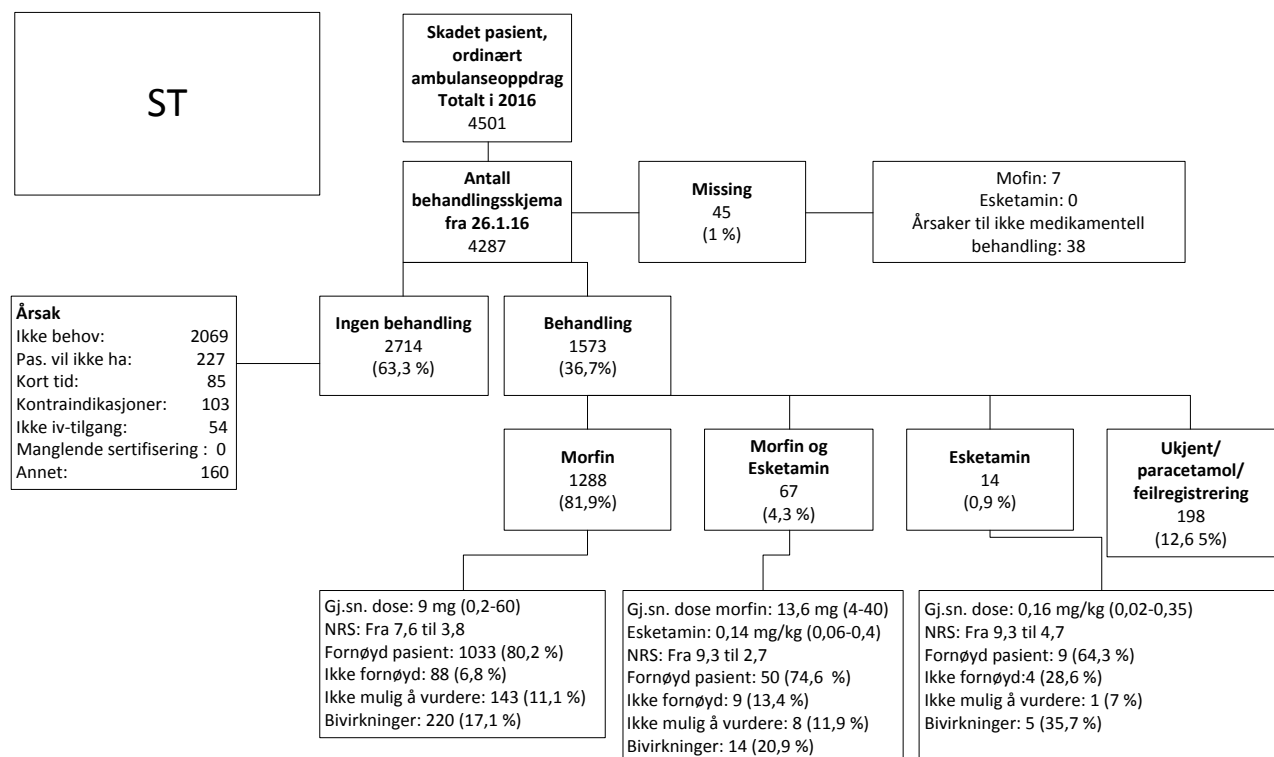 ST
Skadet pasient,
ordinært
ambulanseoppdrag
Totalt i 2016
4501
Antall
behandlingsskjema
fra 26.1.16
4287
Missing
45
(1 %)
Mofin: 7
Esketamin: 0
Årsaker til ikke medikamentell
behandling: 38
Årsak
Ikke behov: 2069
Pas. vil ikke ha: 227
Kort tid: 85
Kontraindikasjoner: 103
Ikke iv-tilgang: 54
Manglende sertifisering : 0
Annet: 160
Ingen behandling
2714
(63,3 %)
Behandling
1573
(36,7%)
Morfin
1288
(81,9%)
Morfin og
Esketamin
67
(4,3 %)
Esketamin
14
(0,9 %)
Ukjent/
paracetamol/
feilregistrering
198
(12,6 5%)
Gj.sn. dose: 9 mg (0,2-60)
NRS: Fra 7,6 til 3,8
Fornøyd pasient: 1033 (80,2 %)
Ikke fornøyd: 88 (6,8 %)
Ikke mulig å vurdere: 143 (11,1 %)
Bivirkninger: 220 (17,1 %)
Gj.sn. dose morfin: 13,6 mg (4-40)
Esketamin: 0,14 mg/kg (0,06-0,4)
NRS: Fra 9,3 til 2,7
Fornøyd pasient: 50 (74,6 %)
Ikke fornøyd: 9 (13,4 %)
Ikke mulig å vurdere: 8 (11,9 %)
Bivirkninger: 14 (20,9 %)
Gj.sn. dose: 0,16 mg/kg (0,02-0,35)
NRS: Fra 9,3 til 4,7
Fornøyd pasient: 9 (64,3 %)
Ikke fornøyd:4 (28,6 %)
Ikke mulig å vurdere: 1 (7 %)
Bivirkninger: 5 (35,7 %)